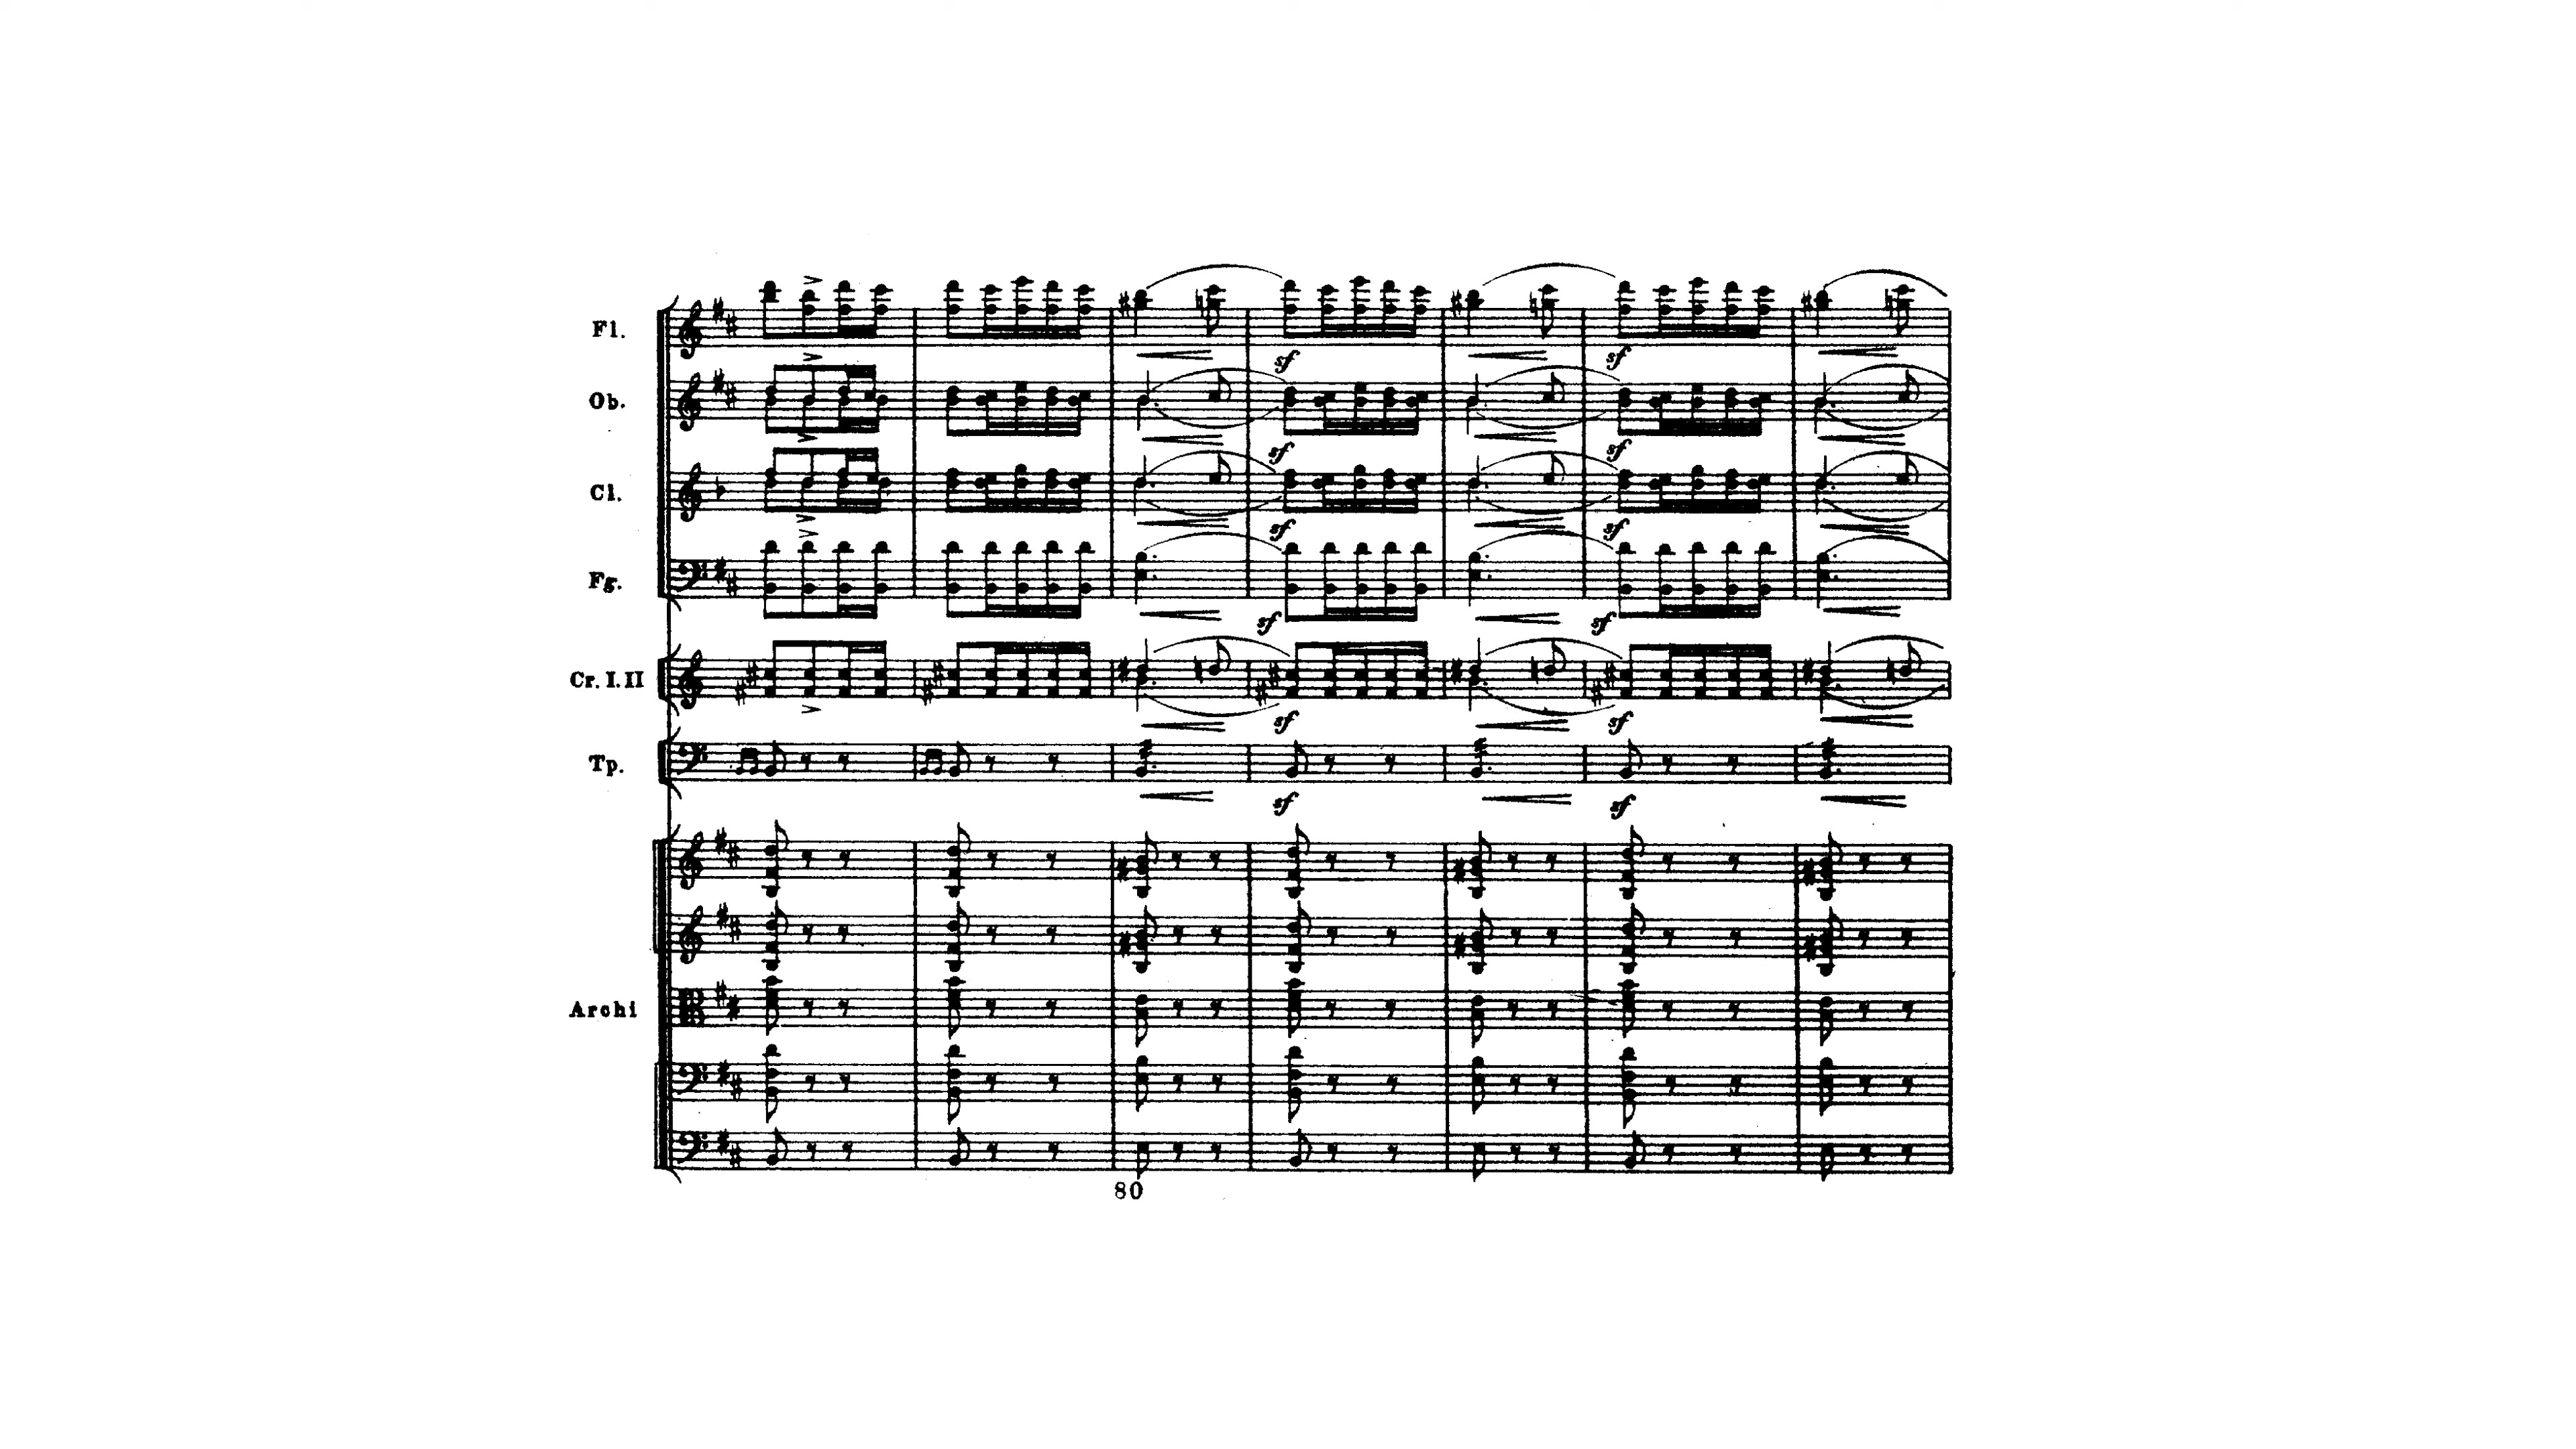 Fl.
sf sf
Ob.
sf sf
Cl.
sf sf
Fg.
sf sf
Cr. I. II
sf sf
Tp.
sf sf
Archi
80